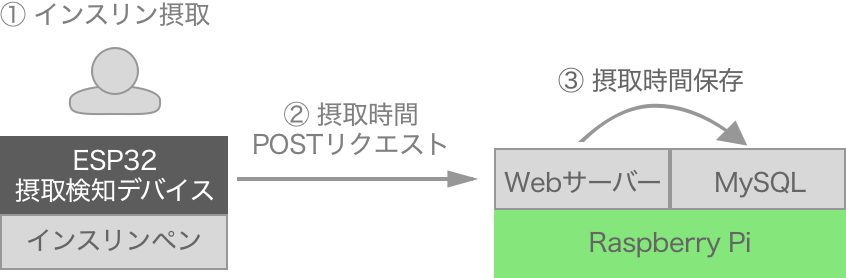 ① インスリン摂取
② 摂取時間
POSTリクエスト
③ 摂取時間保存
ESP32
摂取検知デバイス
インスリンペン
Webサーバー
MySQL
Raspberry Pi